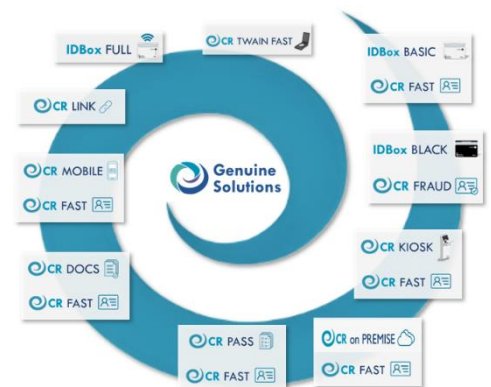 IDBox FULL
OCR TWAIN FAST
IDBox BASIC
OCR FAST
OCR LINK
IDBox BLACK
OCR FRAUD
OCR MOBILE
OCR FAST
Genuine
Solutions
OCR KIOSK
OCR FAST
OCR DOCS
OCR FAST
OCR PASS
OCR FAST
OCR on PREMISE
OCR FAST